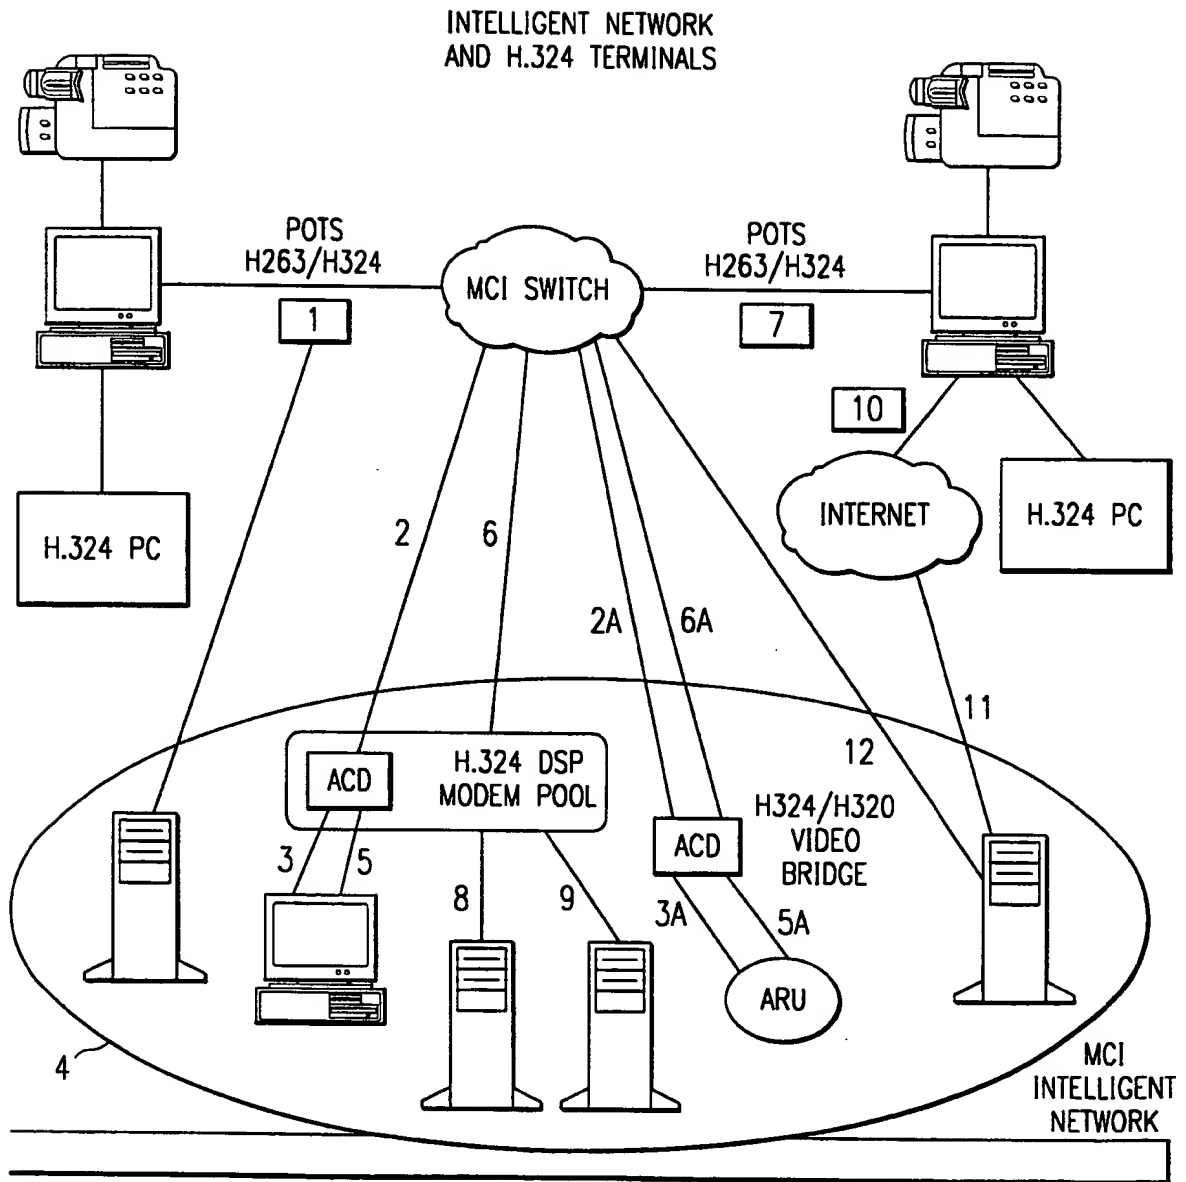 INTELLIGENT NETWORK
AND H.324 TERMINALS
POTS
H263/H324
1
MCI SWITCH
POTS
H263/H324
7
10
H.324 PC
INTERNET
H.324 PC
2
6
2A
6A
11
12
ACD
H.324 DSP
MODEM POOL
ACD
H324/H320
VIDEO
BRIDGE
3
5
8
9
3A
5A
ARU
4
MCI
INTELLIGENT
NETWORK